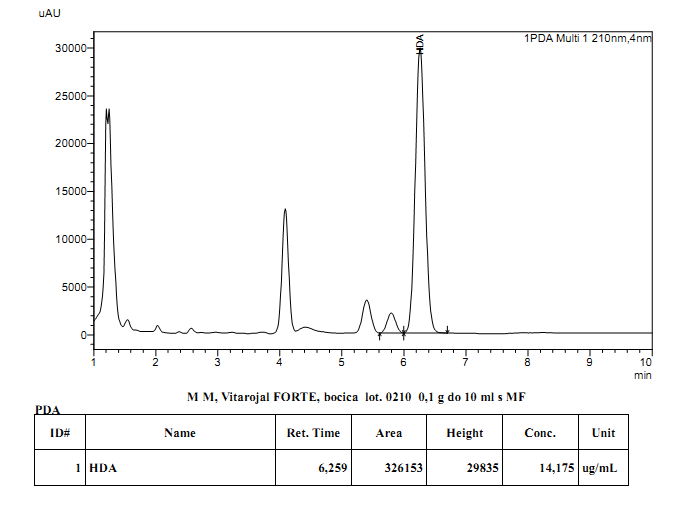 uAU
HDA
1PDA Multi 1 210nm,4nm
30000
25000
20000
15000
10000
5000
0
1 2 3 4 5 6 7 8 9 10
min
M M, Vitarojal FORTE, bocica lot. 0210 0,1 g do 10 ml s MF
PDA
ID# Name Ret. Time Area Height Conc. Unit
1 HDA 6,259 326153 29835 14,175 ug/mL